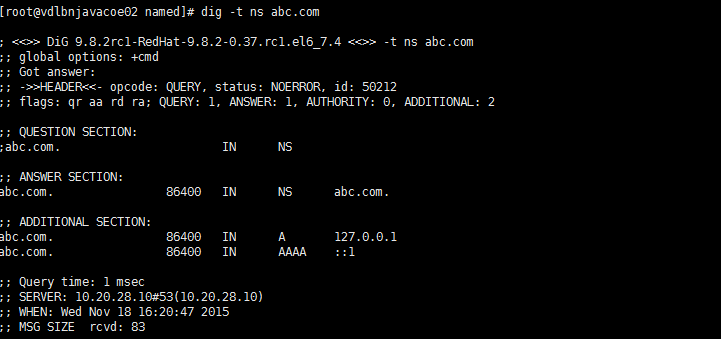 [root@vdlbnjavacoe02 named]# dig -t ns abc.com
; <<>> DiG 9.8.2rc1-RedHat-9.8.2-0.37.rc1.el6_7.4 <<>> -t ns abc.com
;; global options: +cmd
;; Got answer:
;; ->>HEADER<<- opcode: QUERY, status: NOERROR, id: 50212
;; flags: qr aa rd ra; QUERY: 1, ANSWER: 1, AUTHORITY: 0, ADDITIONAL: 2
;; QUESTION SECTION:
;abc.com. IN NS
;; ANSWER SECTION:
abc.com. 86400 IN NS abc.com.
;; ADDITIONAL SECTION:
abc.com. 86400 IN A 127.0.0.1
abc.com. 86400 IN AAAA ::1
;; Query time: 1 msec
;; SERVER: 10.20.28.10#53(10.20.28.10)
;; WHEN: Wed Nov 18 16:20:47 2015
;; MSG SIZE rcvd: 83